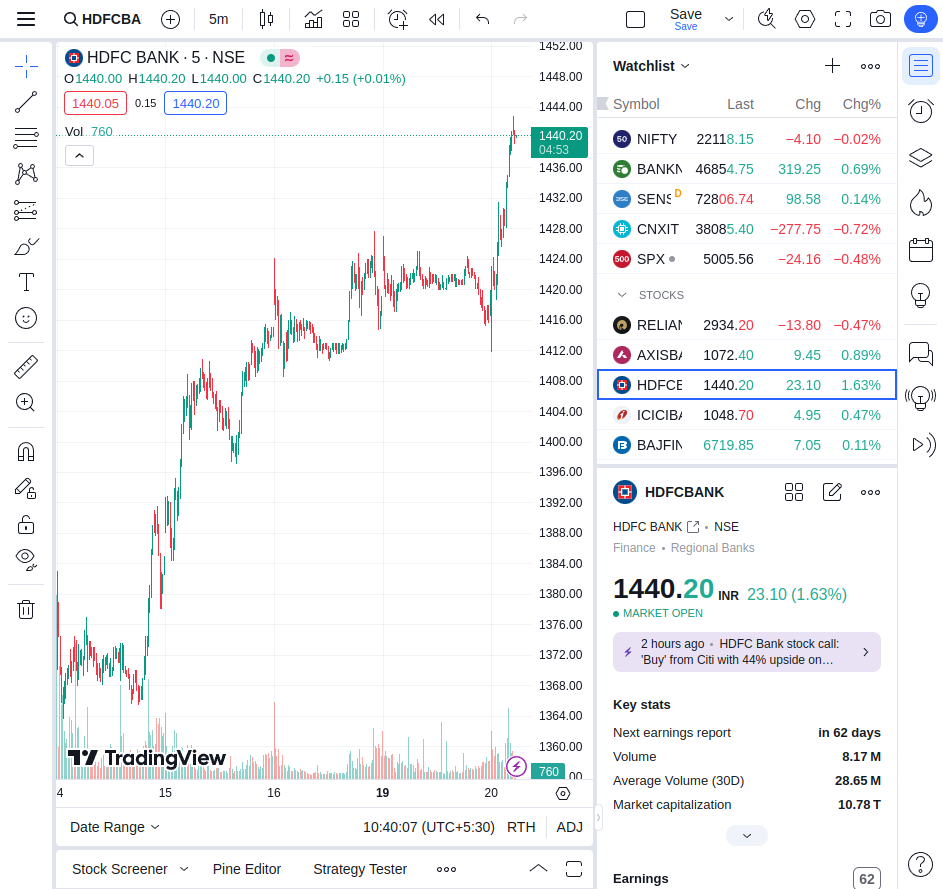 HDFCBA 5m Save
Save
HDFC BANK · 5 · NSE
O1440.00 H1440.20 L1440.00 C1440.20 +0.15 (+0.01%)
1440.05 0.15 1440.20
Vol 760
1452.00
1448.00
1444.00
1440.20
04:53
1436.00
1432.00
1428.00
1424.00
1420.00
1416.00
1412.00
1408.00
1404.00
1400.00
1396.00
1392.00
1388.00
1384.00
1380.00
1376.00
1372.00
1368.00
1364.00
1360.00
760
TradingView
4 15 16 19 20
Date Range 10:40:07 (UTC+5:30) RTH ADJ
Stock Screener Pine Editor Strategy Tester
Watchlist
Symbol Last Chg Chg%
50 NIFTY 22118.15 −4.10 −0.02%
BANKN 46854.75 319.25 0.69%
SENS D 72806.74 98.58 0.14%
CNXIT 38085.40 −277.75 −0.72%
500 SPX 5005.56 −24.16 −0.48%
STOCKS
RELIAN 2934.20 −13.80 −0.47%
AXISBA 1072.40 9.45 0.89%
HDFCB 1440.20 23.10 1.63%
ICICIBA 1048.70 4.95 0.47%
BAJFIN 6719.85 7.05 0.11%
HDFCBANK
HDFC BANK • NSE
Finance • Regional Banks
1440.20 INR 23.10 (1.63%)
MARKET OPEN
2 hours ago • HDFC Bank stock call:
'Buy' from Citi with 44% upside on…
Key stats
Next earnings report in 62 days
Volume 8.17 M
Average Volume (30D) 28.65 M
Market capitalization 10.78 T
Earnings 62